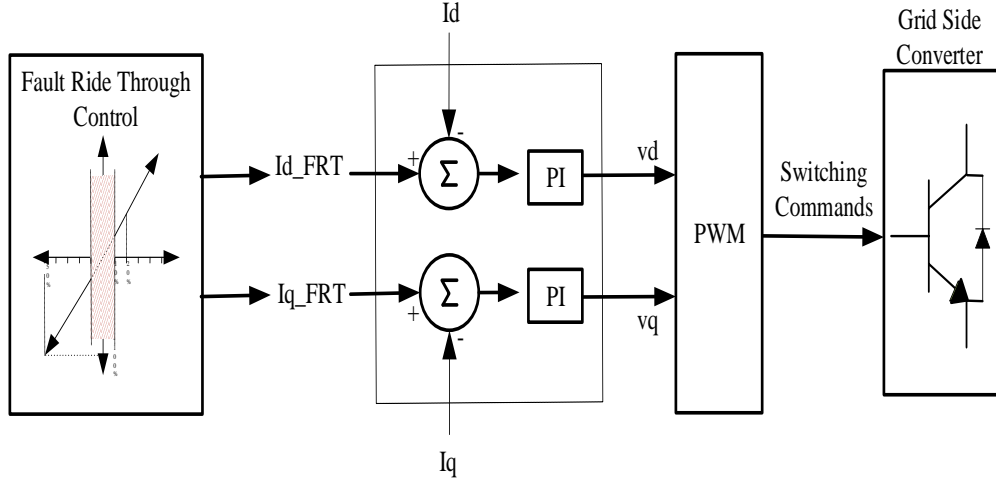 Id
Grid Side
Converter
Fault Ride Through
Control
Id_FRT
+
-
Σ
PI
vd
Switching
Commands
PWM
Iq_FRT
+
-
Σ
PI
vq
Iq